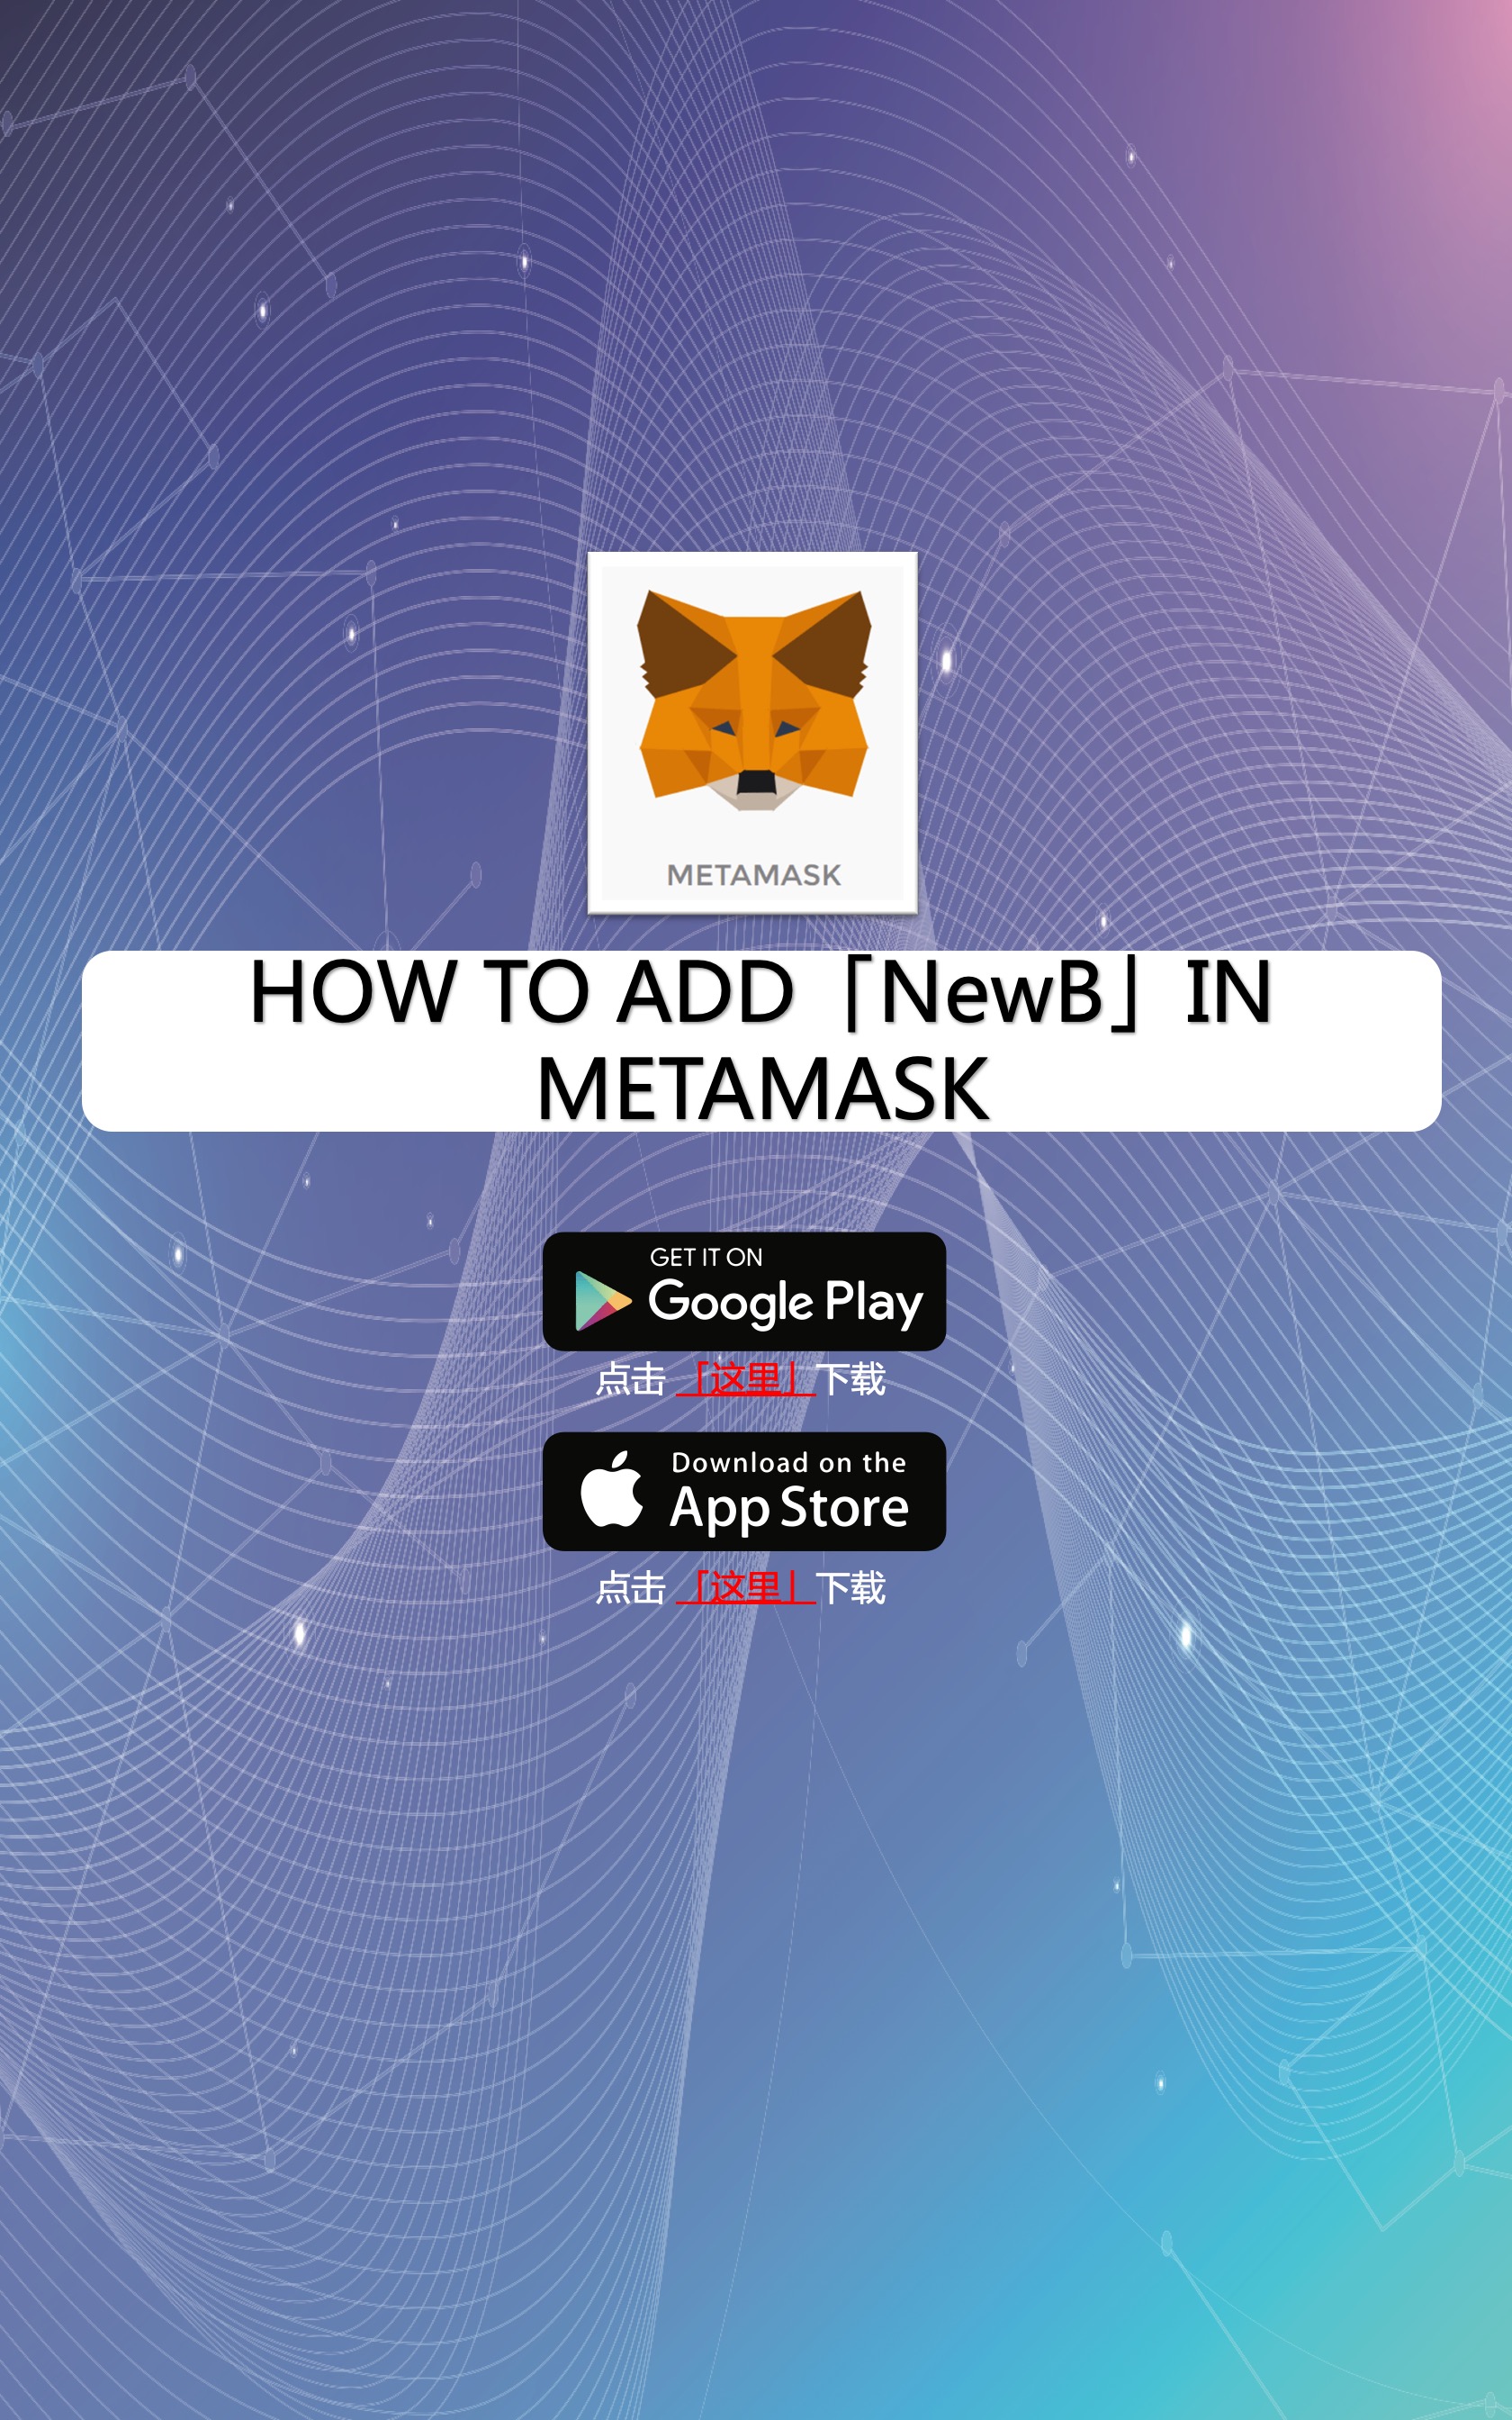 METAMASK
HOW TO ADD「NewB」IN
METAMASK
GET IT ON
Google Play
点击「这里」下载
Download on the
App Store
点击「这里」下载